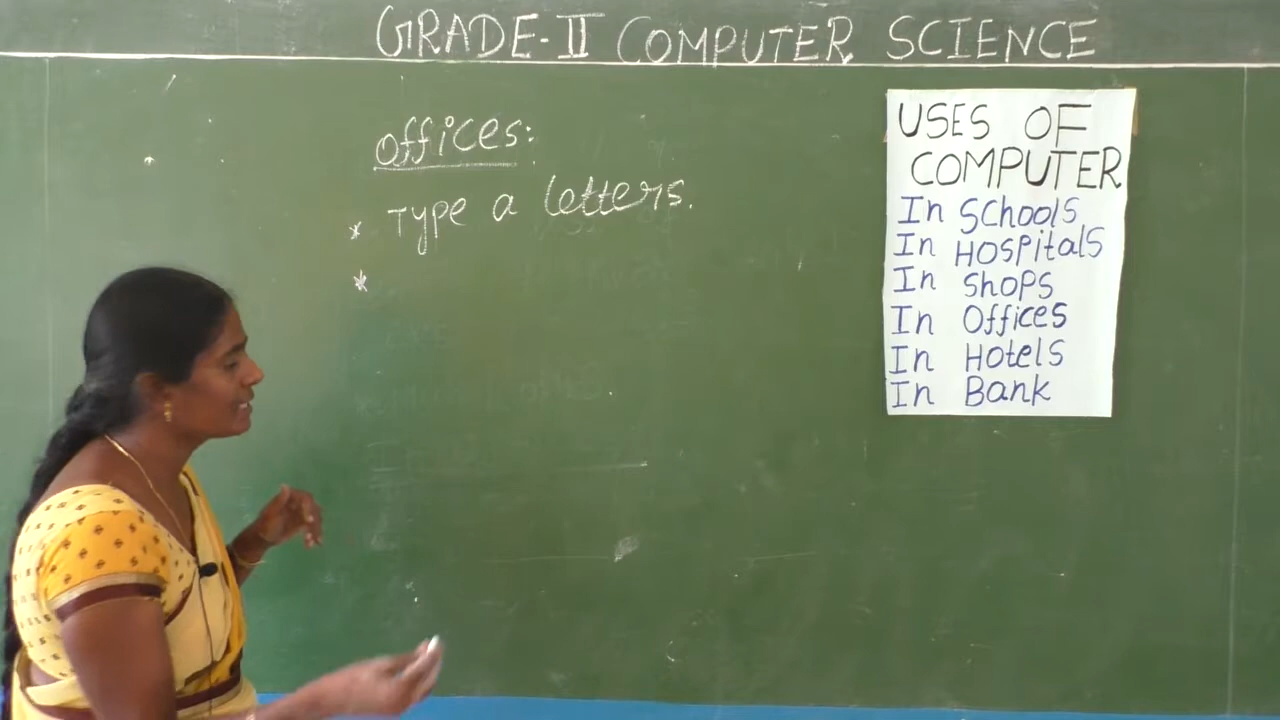 GRADE-II COMPUTER SCIENCE
Offices:
* Type a letters.
*
USES OF
COMPUTER
In Schools
In Hospitals
In Shops
In Offices
In Hotels
In Bank